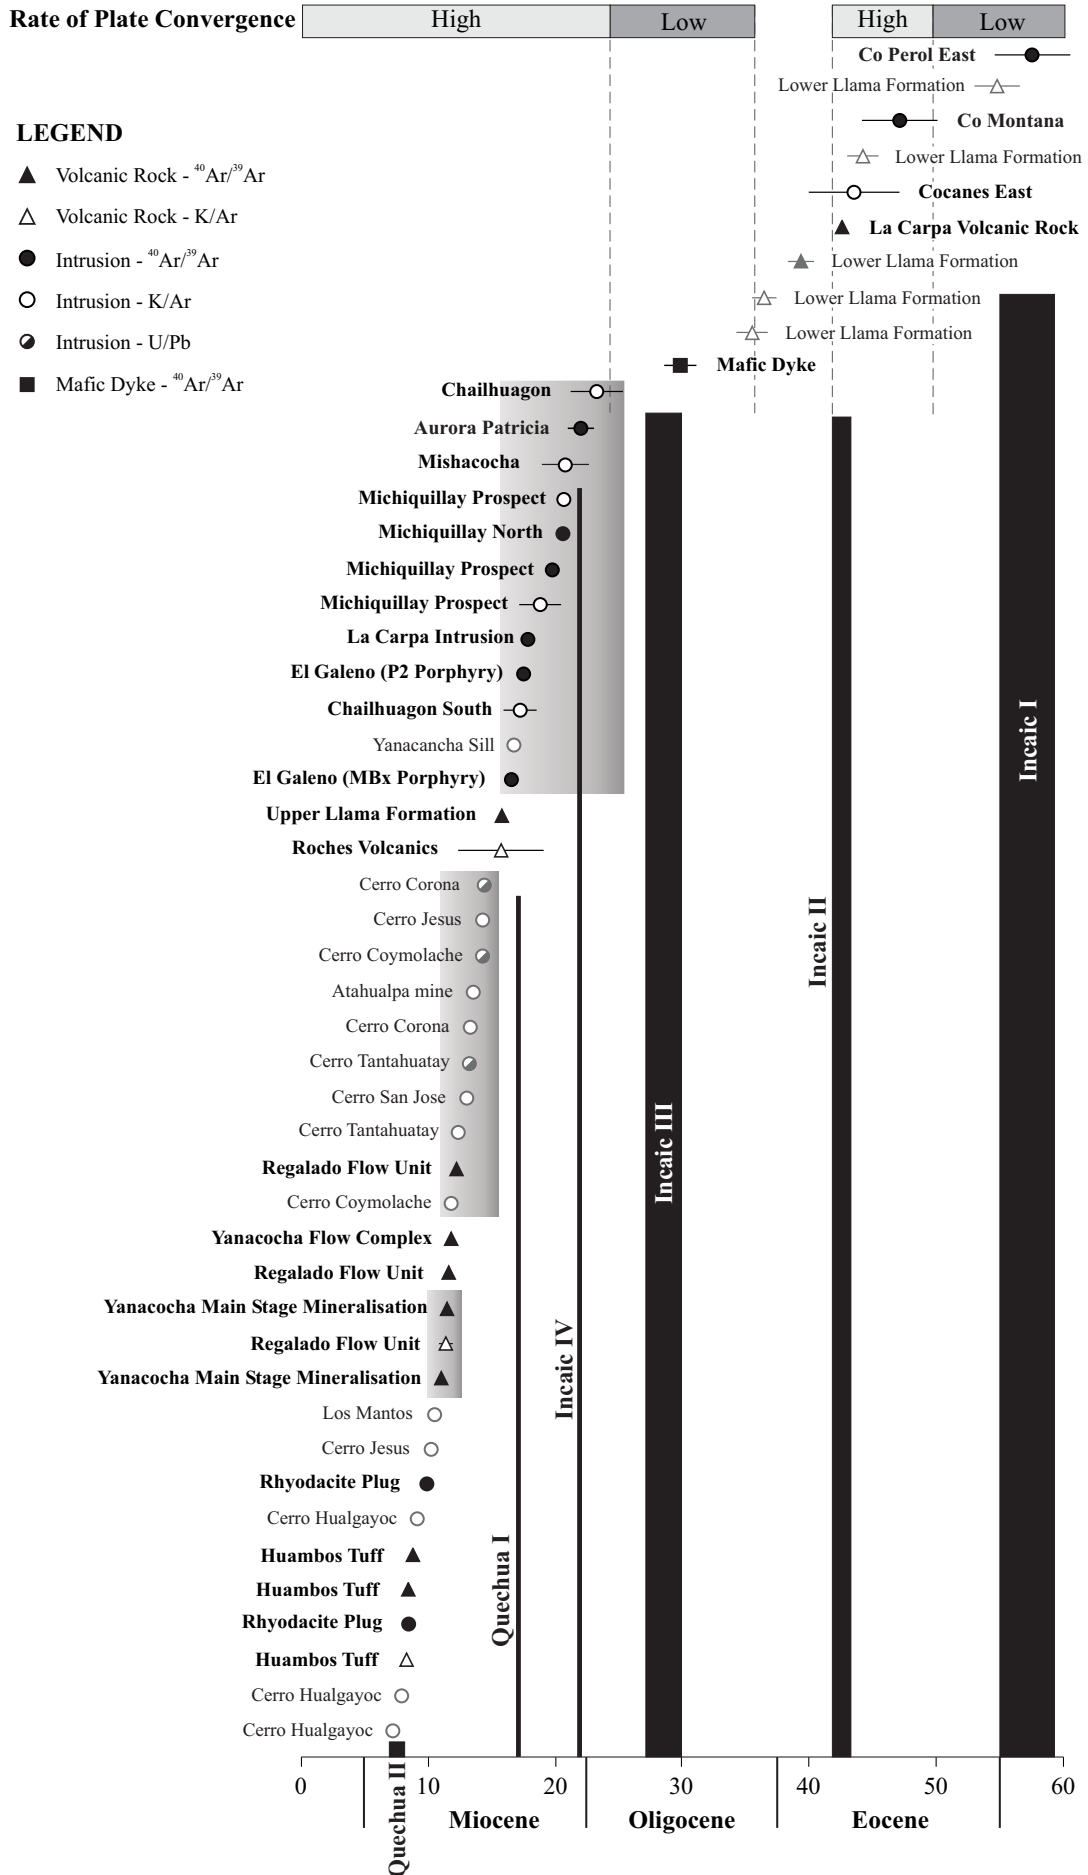 Rate of Plate Convergence High Low High Low
Co Perol East
Lower Llama Formation
LEGEND
Co Montana
Volcanic Rock - ⁴⁰Ar/³⁹Ar
Lower Llama Formation
Volcanic Rock - K/Ar
Cocanes East
La Carpa Volcanic Rock
Intrusion - ⁴⁰Ar/³⁹Ar
Lower Llama Formation
Intrusion - K/Ar
Lower Llama Formation
Intrusion - U/Pb
Lower Llama Formation
Mafic Dyke - ⁴⁰Ar/³⁹Ar
Mafic Dyke
Chailhuagon
Aurora Patricia
Mishacocha
Michiquillay Prospect
Michiquillay North
Michiquillay Prospect
Michiquillay Prospect
La Carpa Intrusion
El Galeno (P2 Porphyry)
Chailhuagon South
Yanacancha Sill
El Galeno (MBx Porphyry)
Upper Llama Formation
Roches Volcanics
Cerro Corona
Cerro Jesus
Cerro Coymolache
Atahualpa mine
Cerro Corona
Cerro Tantahuatay
Cerro San Jose
Cerro Tantahuatay
Regalado Flow Unit
Cerro Coymolache
Yanacocha Flow Complex
Regalado Flow Unit
Yanacocha Main Stage Mineralisation
Regalado Flow Unit
Yanacocha Main Stage Mineralisation
Los Mantos
Cerro Jesus
Rhyodacite Plug
Cerro Hualgayoc
Huambos Tuff
Huambos Tuff
Rhyodacite Plug
Huambos Tuff
Cerro Hualgayoc
Cerro Hualgayoc
Quechua II
Quechua I
Incaic IV
Incaic III
Incaic II
Incaic I
0 10 20 30 40 50 60
Miocene Oligocene Eocene